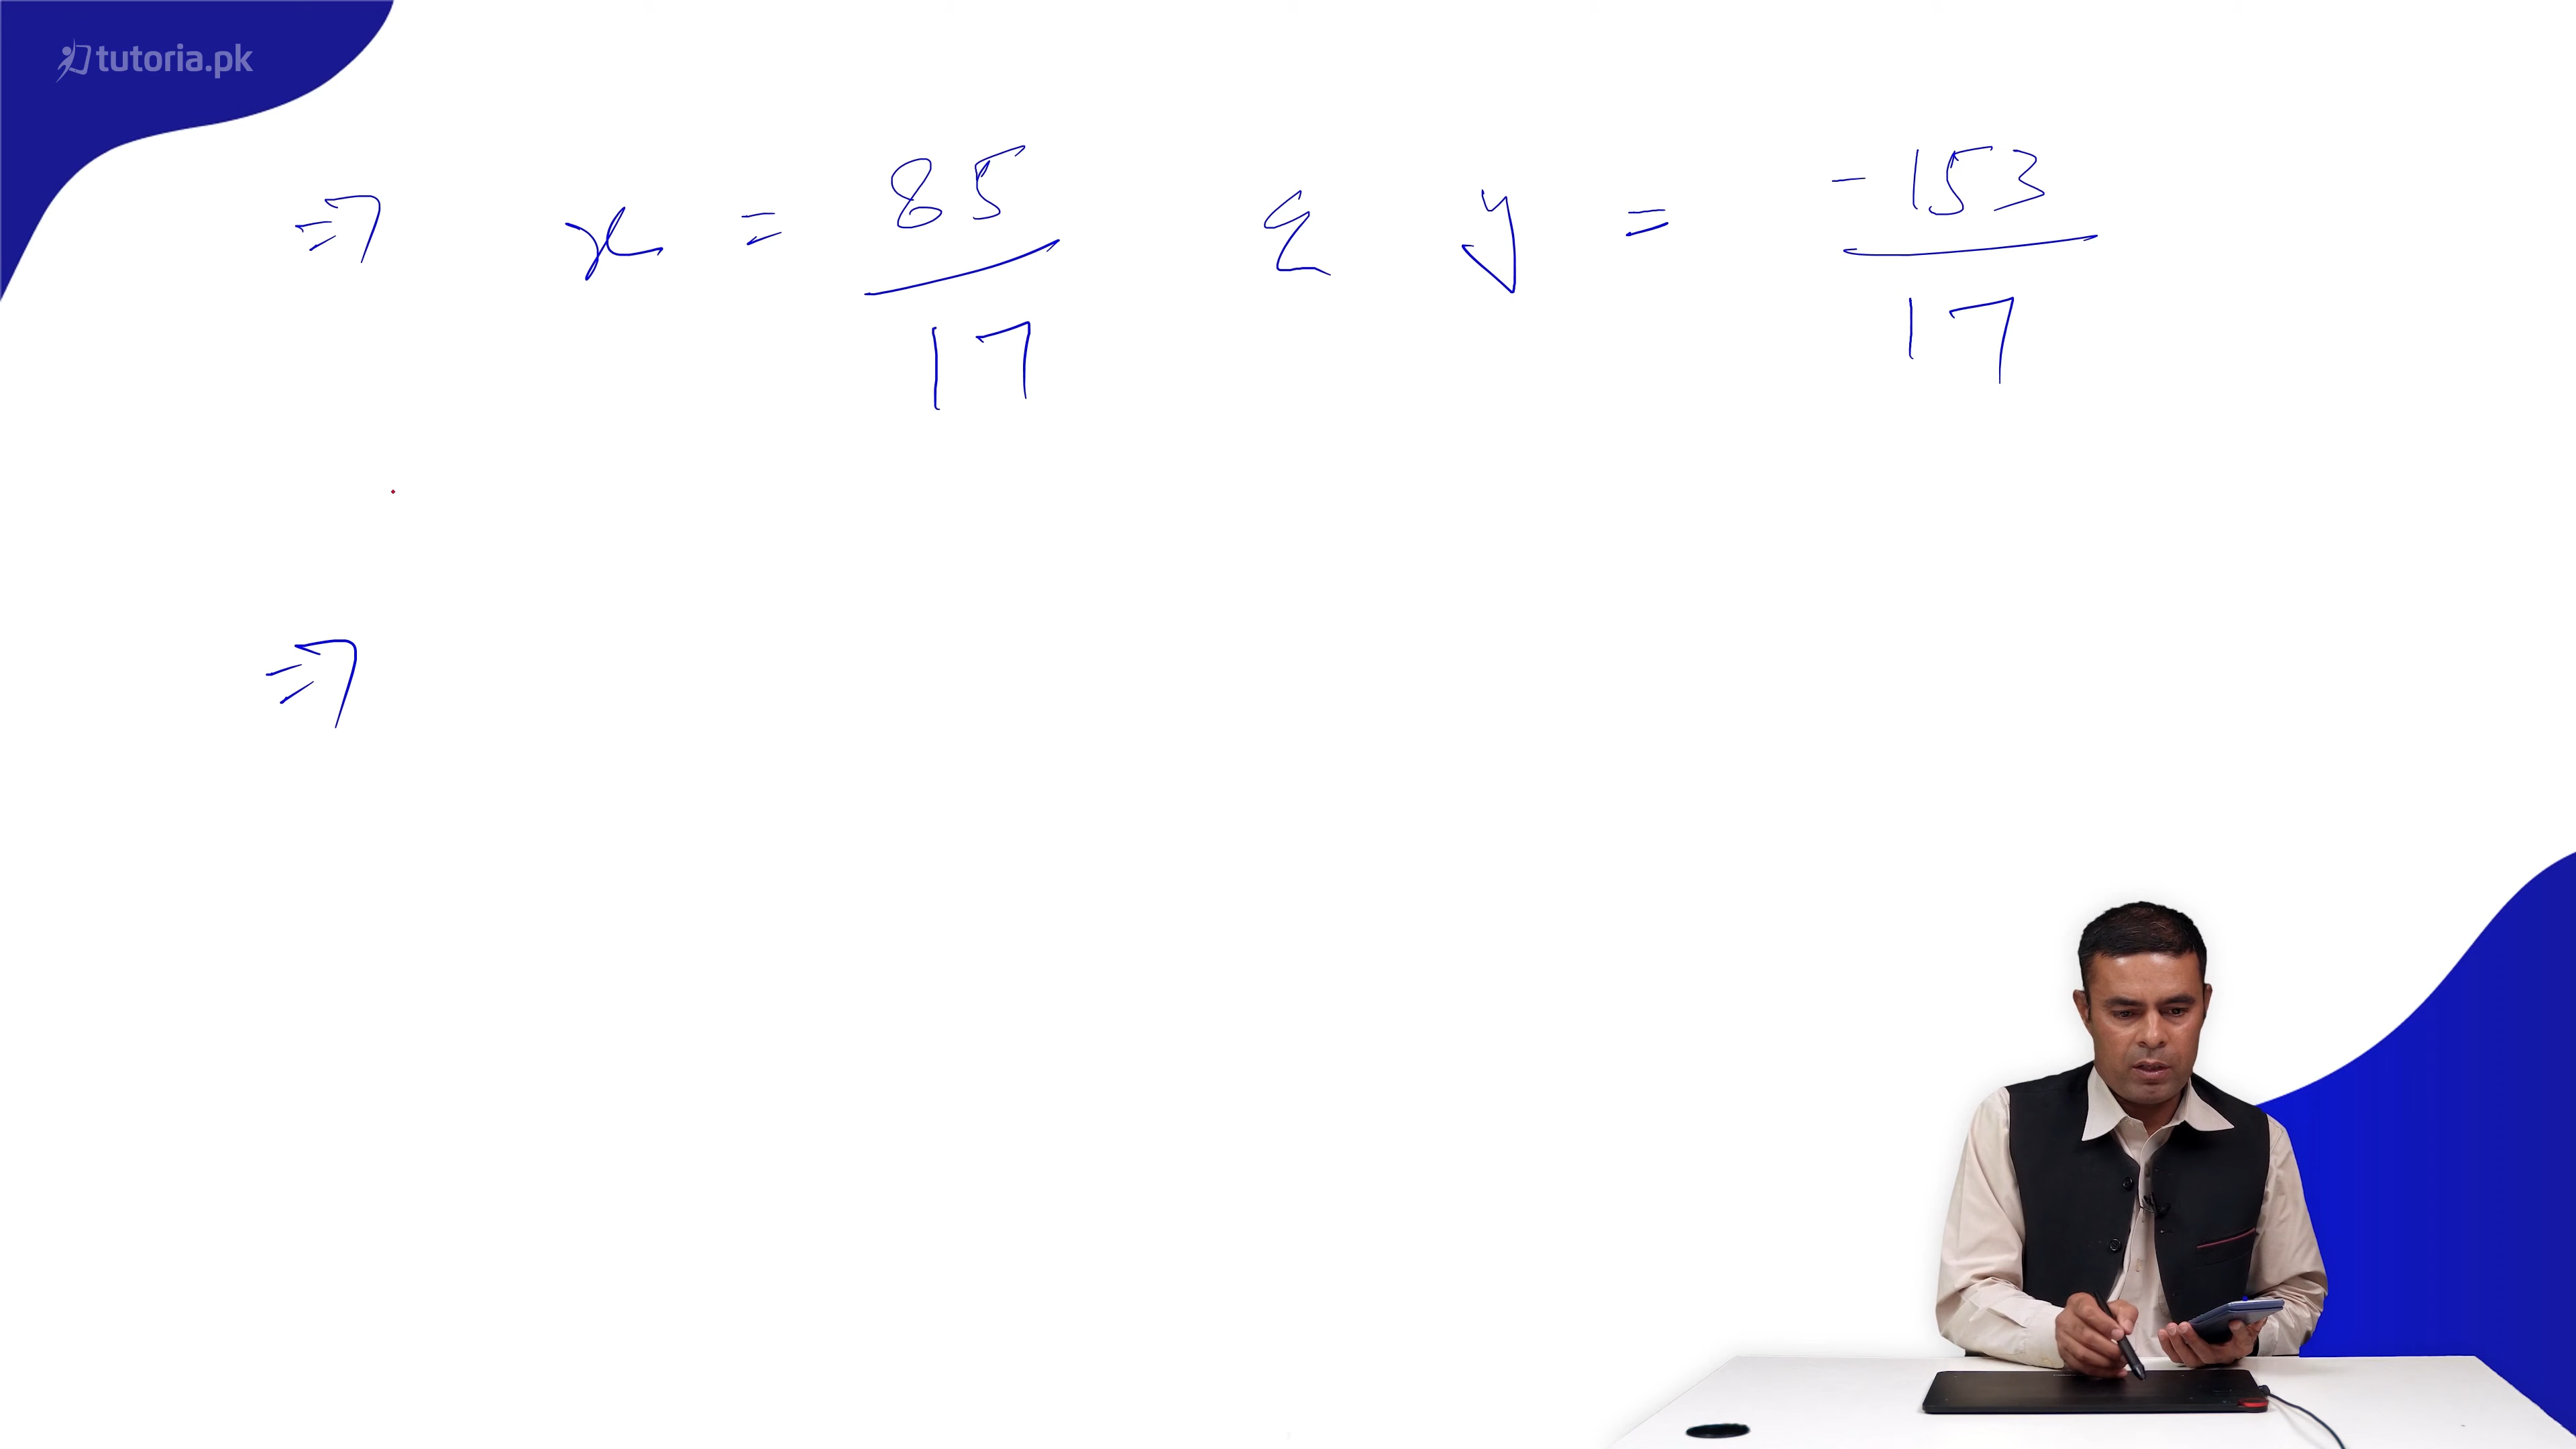 tutoria.pk
⇒ x = 85/17 & y = -153/17
⇒